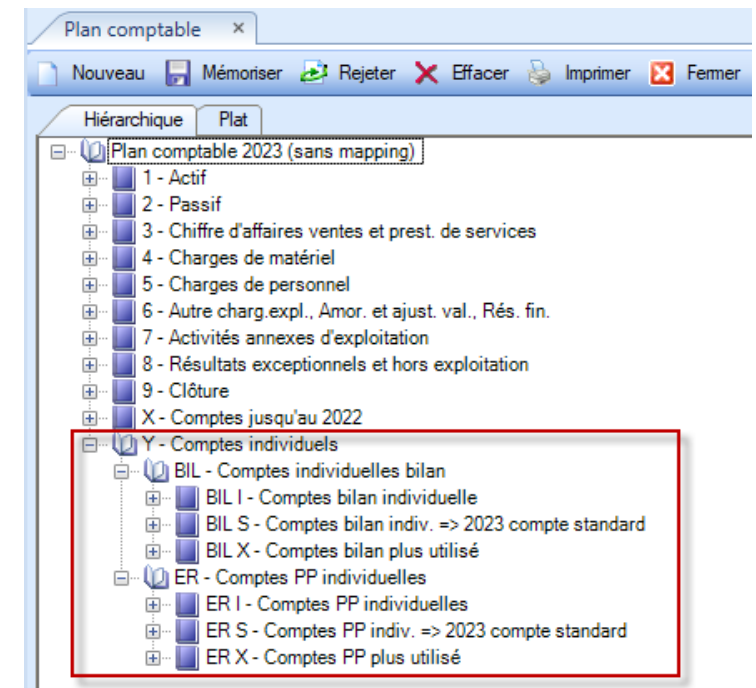 Plan comptable ×
Nouveau Mémoriser Rejeter Effacer Imprimer Fermer
Hiérarchique Plat
Plan comptable 2023 (sans mapping)
1 - Actif
2 - Passif
3 - Chiffre d'affaires ventes et prest. de services
4 - Charges de matériel
5 - Charges de personnel
6 - Autre charg.expl., Amor. et ajust. val., Rés. fin.
7 - Activités annexes d'exploitation
8 - Résultats exceptionnels et hors exploitation
9 - Clôture
X - Comptes jusqu'au 2022
Y - Comptes individuels
BIL - Comptes individuelles bilan
BIL I - Comptes bilan individuelle
BIL S - Comptes bilan indiv. => 2023 compte standard
BIL X - Comptes bilan plus utilisé
ER - Comptes PP individuelles
ER I - Comptes PP individuelles
ER S - Comptes PP indiv. => 2023 compte standard
ER X - Comptes PP plus utilisé